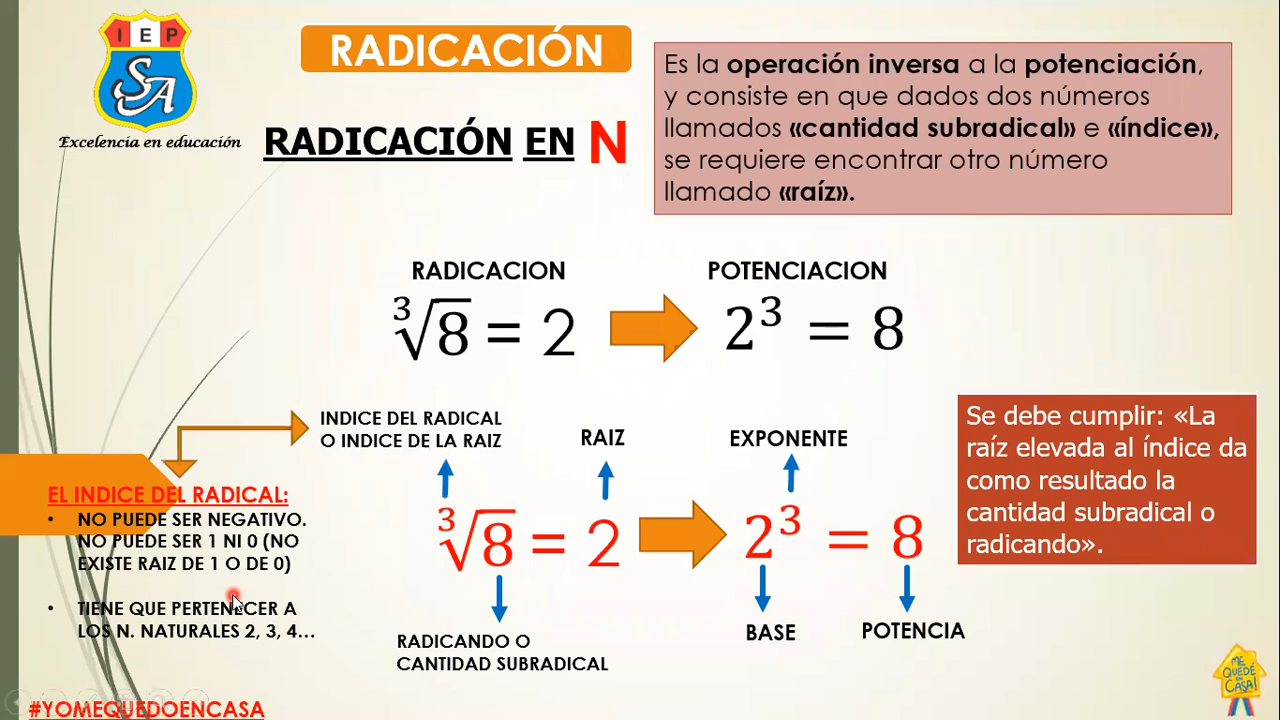 I E P
SA
Excelencia en educación
RADICACIÓN
RADICACIÓN EN N
Es la operación inversa a la potenciación,
y consiste en que dados dos números
llamados «cantidad subradical» e «índice»,
se requiere encontrar otro número
llamado «raíz».
RADICACION
POTENCIACION
∛8 = 2
2³ = 8
INDICE DEL RADICAL
O INDICE DE LA RAIZ
RAIZ
EXPONENTE
∛8 = 2
2³ = 8
RADICANDO O
CANTIDAD SUBRADICAL
BASE
POTENCIA
Se debe cumplir: «La
raíz elevada al índice da
como resultado la
cantidad subradical o
radicando».
EL INDICE DEL RADICAL:
• NO PUEDE SER NEGATIVO.
NO PUEDE SER 1 NI 0 (NO
EXISTE RAIZ DE 1 O DE 0)
• TIENE QUE PERTENECER A
LOS N. NATURALES 2, 3, 4...
#YOMEQUEDOENCASA
ME
QUEDÉ
en
CASA!